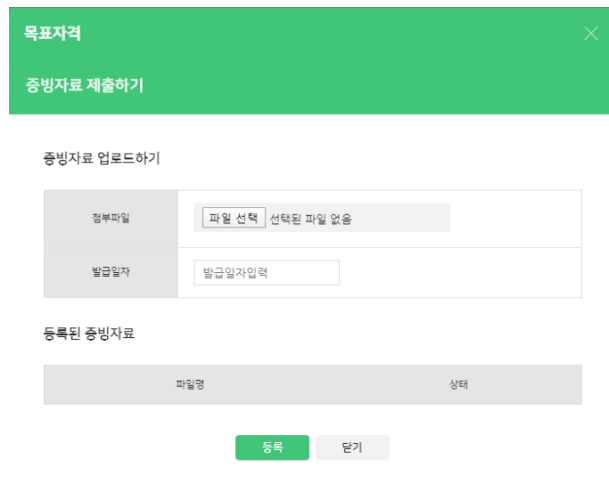 목표자격
증빙자료 제출하기
증빙자료 업로드하기
첨부파일 파일 선택 선택된 파일 없음
발급일자 발급일자입력
등록된 증빙자료
파일명 상태
등록 닫기